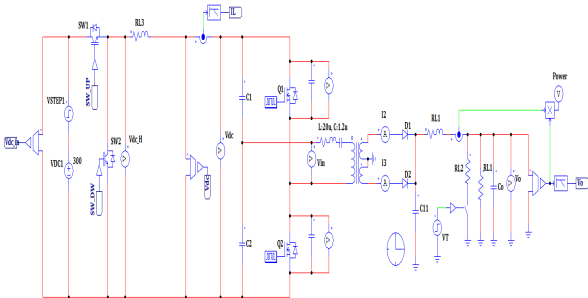 SW1
RL3
IL
VSTEP1
SW_UP
C1
Q1
Power
Vdc_in
SW2
Vdc_H
Vdc
L:20u, C:1.2n
I2
D1
RL1
VDC1
300
Vin
I3
D2
RL2
RL1
Co
Vo
Vo
SW_DW
Vdc
C11
C2
Q2
VT